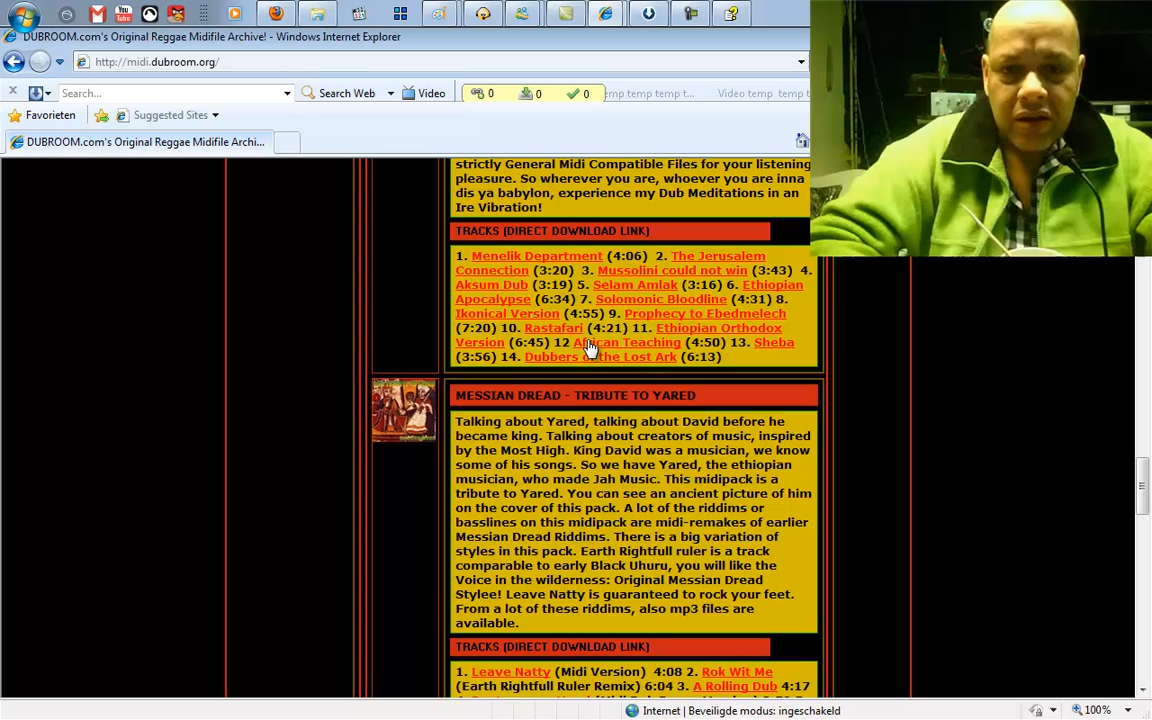 You
Tube
DUBROOM.com's Original Reggae Midifile Archive! - Windows Internet Explorer
http://midi.dubroom.org/
Search...
Search Web
Video
0
0
0
temp temp t...
Video temp temp t
Favorieten
Suggested Sites
DUBROOM.com's Original Reggae Midifile Archi...
strictly General Midi Compatible Files for your listening
pleasure. So wherever you are, whoever you are inna
dis ya babylon, experience my Dub Meditations in an
Ire Vibration!
TRACKS (DIRECT DOWNLOAD LINK)
1. Menelik Department (4:06) 2. The Jerusalem
Connection (3:20) 3. Mussolini could not win (3:43) 4.
Aksum Dub (3:19) 5. Selam Amlak (3:16) 6. Ethiopian
Apocalypse (6:34) 7. Solomonic Bloodline (4:31) 8.
Ikonical Version (4:55) 9. Prophecy to Ebedmelech
(7:20) 10. Rastafari (4:21) 11. Ethiopian Orthodox
Version (6:45) 12 African Teaching (4:50) 13. Sheba
(3:56) 14. Dubbers of the Lost Ark (6:13)
MESSIAN DREAD - TRIBUTE TO YARED
Talking about Yared, talking about David before he
became king. Talking about creators of music, inspired
by the Most High. King David was a musician, we know
some of his songs. So we have Yared, the ethiopian
musician, who made Jah Music. This midipack is a
tribute to Yared. You can see an ancient picture of him
on the cover of this pack. A lot of the riddims or
basslines on this midipack are midi-remakes of earlier
Messian Dread Riddims. There is a big variation of
styles in this pack. Earth Rightfull ruler is a track
comparable to early Black Uhuru, you will like the
Voice in the wilderness: Original Messian Dread
Stylee! Leave Natty is guaranteed to rock your feet.
From a lot of these riddims, also mp3 files are
available.
TRACKS (DIRECT DOWNLOAD LINK)
1. Leave Natty (Midi Version) 4:08 2. Rok Wit Me
(Earth Rightfull Ruler Remix) 6:04 3. A Rolling Dub 4:17
Internet | Beveiligde modus: ingeschakeld
100%